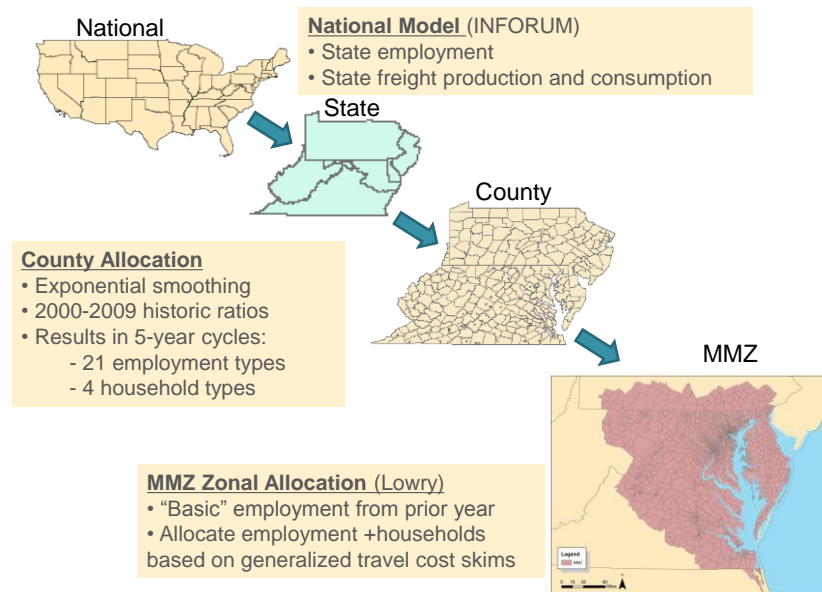 National
National Model (INFORUM)
• State employment
• State freight production and consumption
State
County
County Allocation
• Exponential smoothing
• 2000-2009 historic ratios
• Results in 5-year cycles:
- 21 employment types
- 4 household types
MMZ
MMZ Zonal Allocation (Lowry)
• “Basic” employment from prior year
• Allocate employment +households
based on generalized travel cost skims
Legend
MMZ